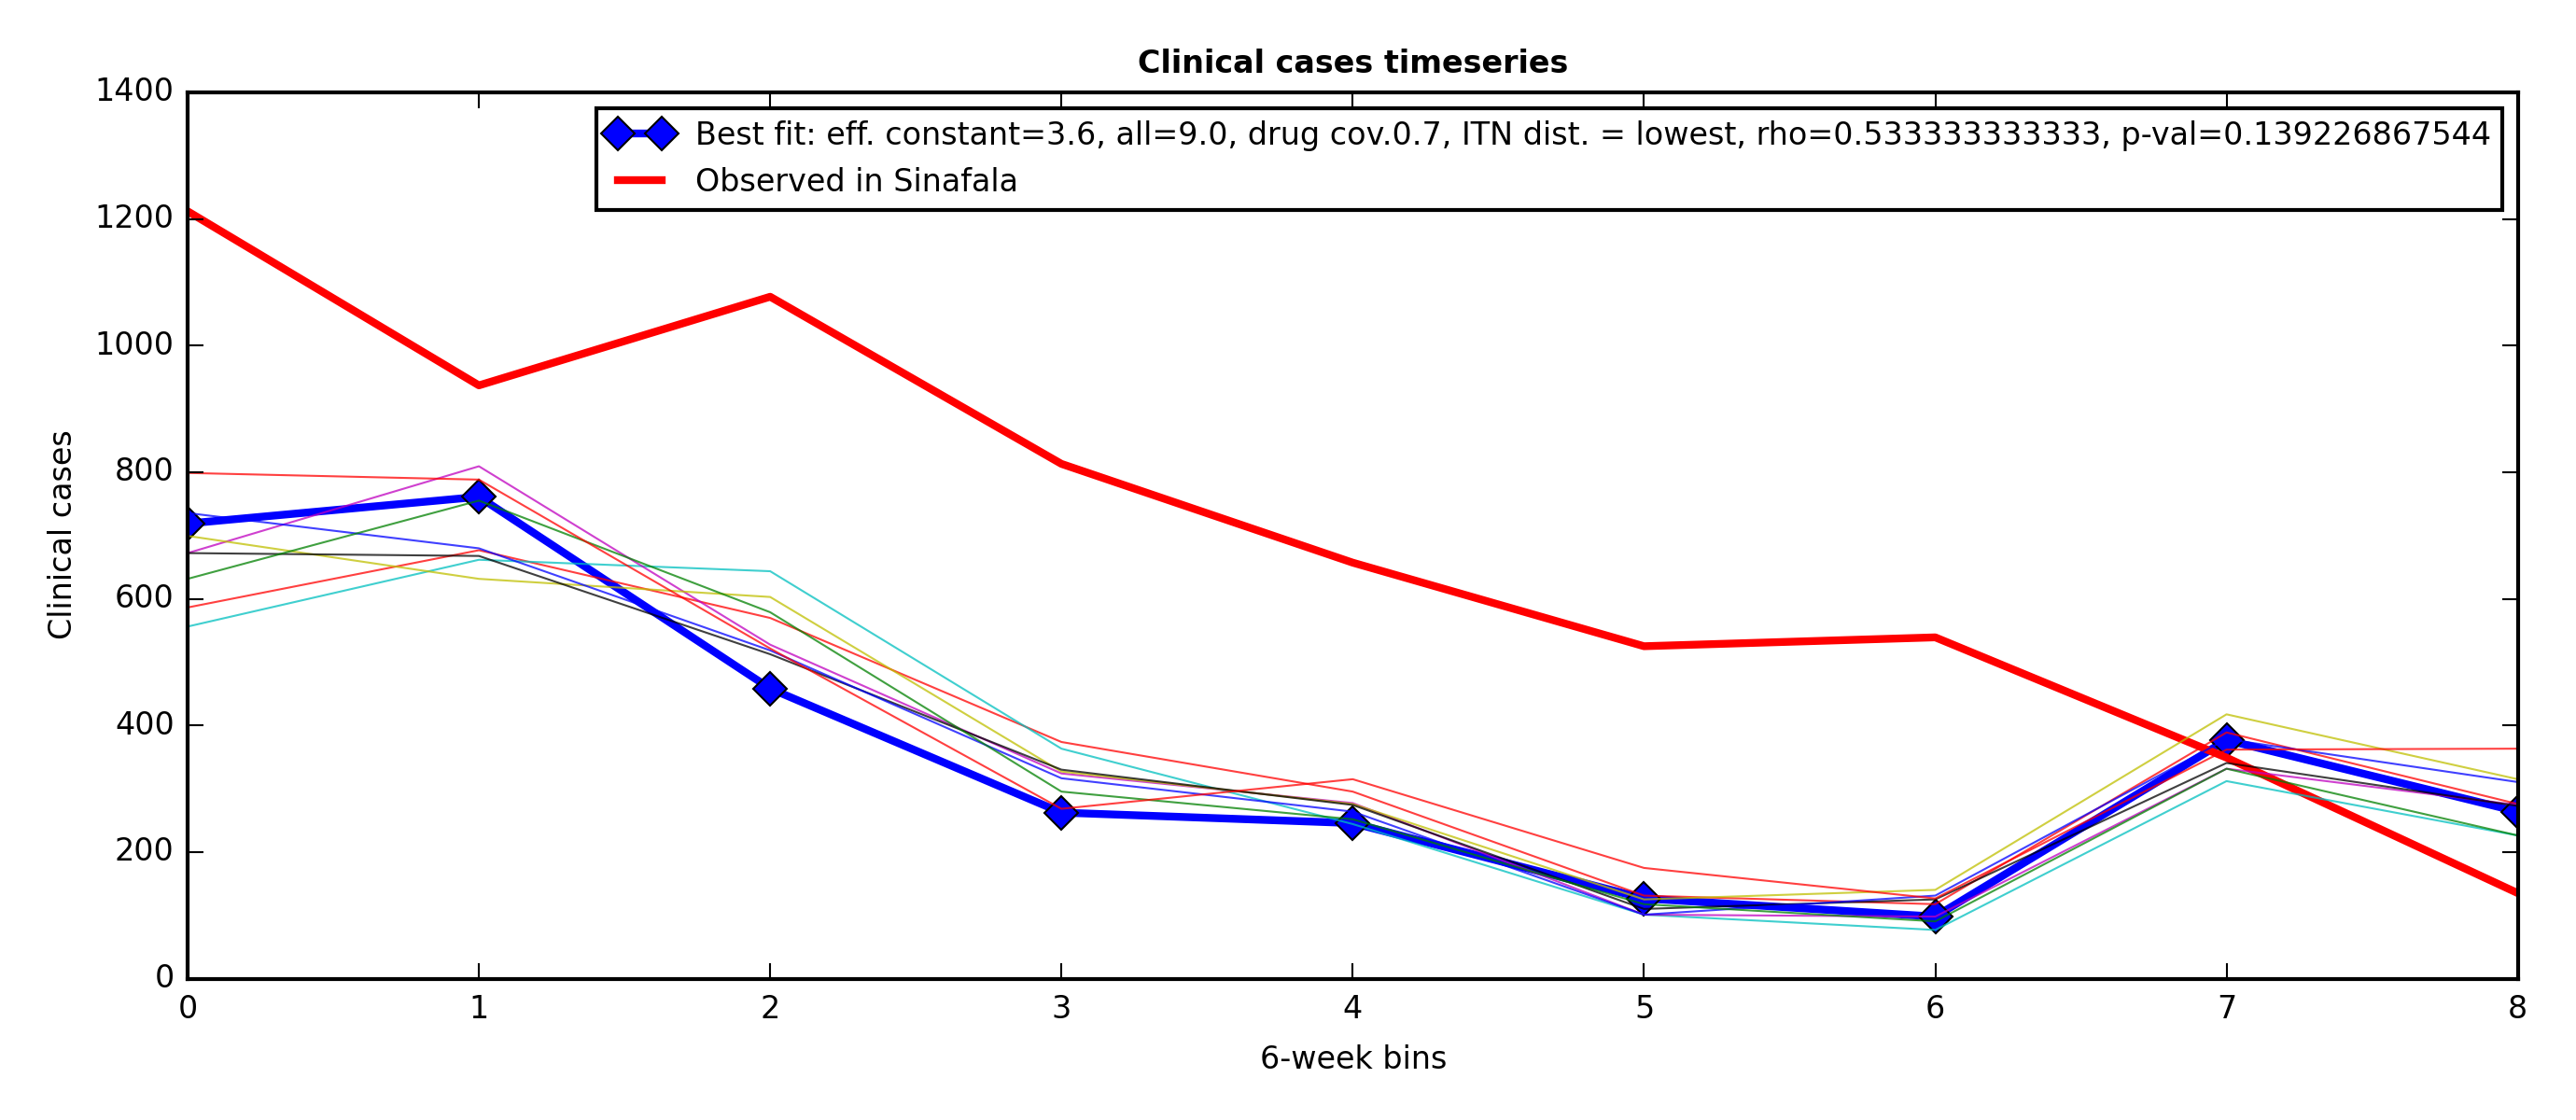 Clinical cases timeseries
1400
1200
1000
800
600
400
200
0
Clinical cases
Best fit: eff. constant=3.6, all=9.0, drug cov.0.7, ITN dist. = lowest, rho=0.533333333333, p-val=0.139226867544
Observed in Sinafala
0 1 2 3 4 5 6 7 8
6-week bins